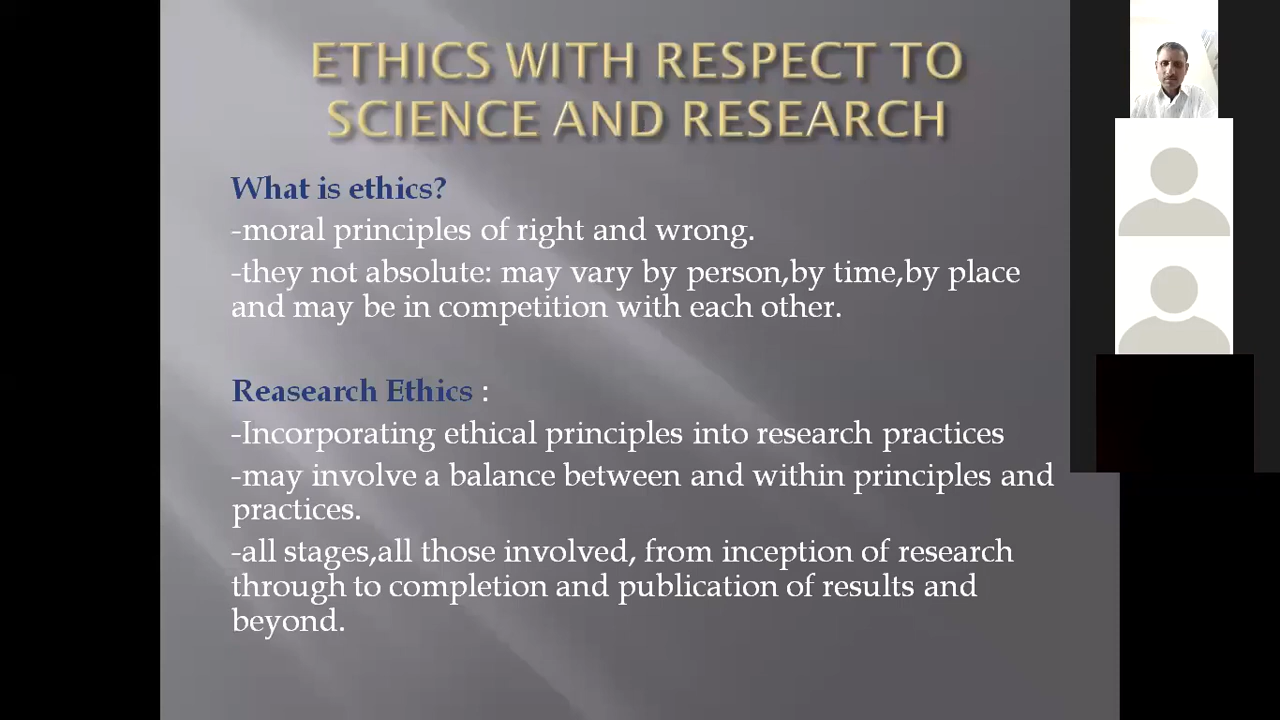 ETHICS WITH RESPECT TO
SCIENCE AND RESEARCH
What is ethics?
-moral principles of right and wrong.
-they not absolute: may vary by person,by time,by place
and may be in competition with each other.
Reasearch Ethics :
-Incorporating ethical principles into research practices
-may involve a balance between and within principles and
practices.
-all stages,all those involved, from inception of research
through to completion and publication of results and
beyond.